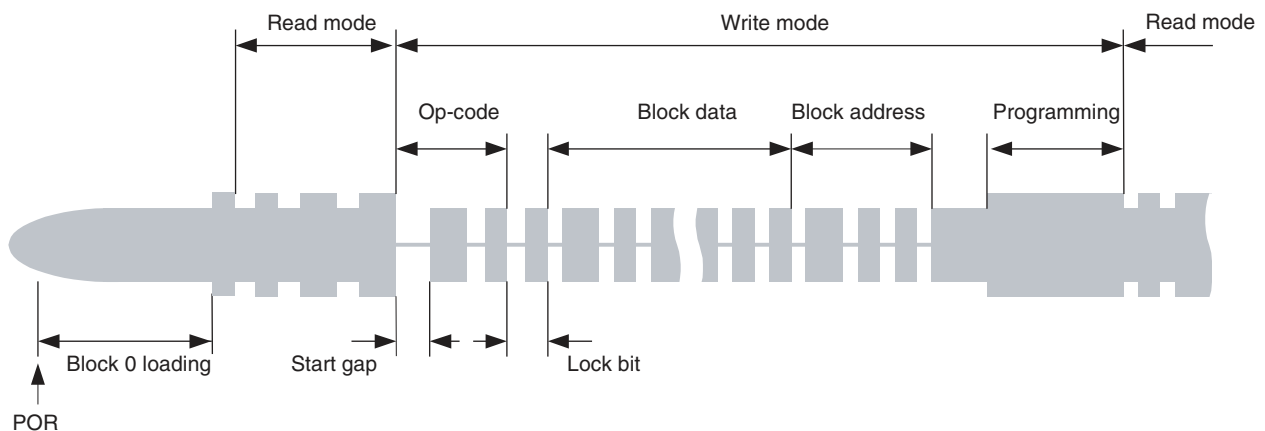 Read mode
Write mode
Read mode
Op-code
Block data
Block address
Programming
Block 0 loading
Start gap
Lock bit
POR